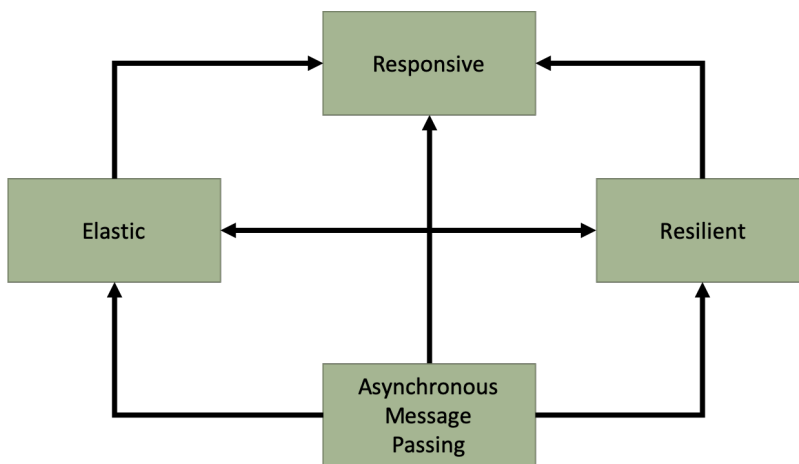 Responsive
Elastic
Resilient
Asynchronous
Message
Passing